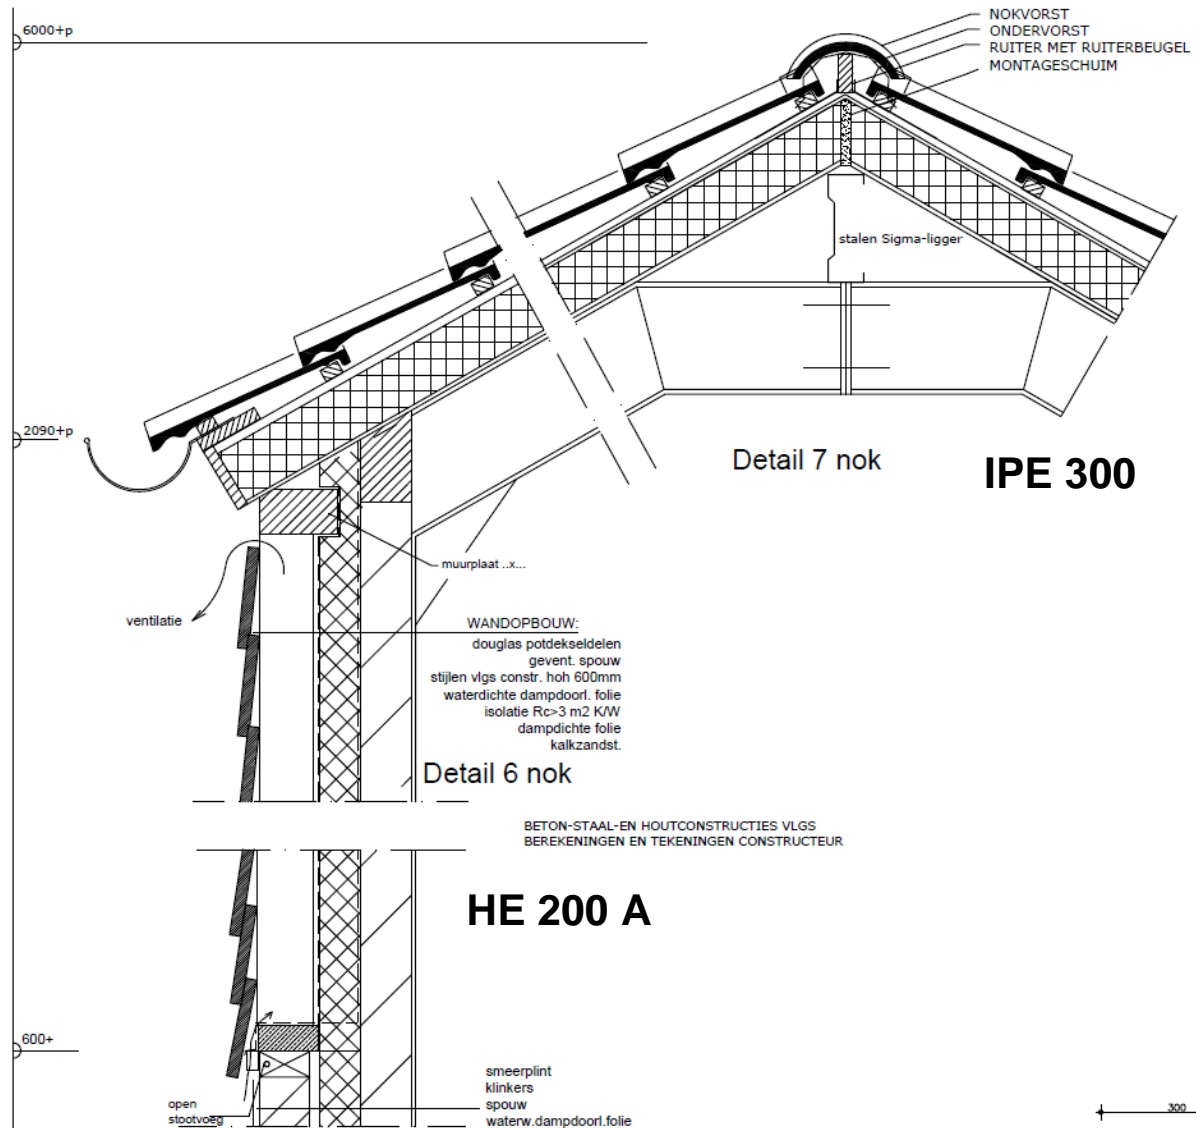 6000+p
NOKVORST
ONDERVORST
RUITER MET RUITERBEUGEL
MONTAGESCHUIM
stalen Sigma-ligger
2090+p
Detail 7 nok
IPE 300
muurplaat ..x...
ventilatie
WANDOPBOUW:
douglas potdekseldelen
gevent. spouw
stijlen vlgs constr. hoh 600mm
waterdichte dampdoorl. folie
isolatie Rc>3 m2 K/W
dampdichte folie
kalkzandst.
Detail 6 nok
BETON-STAAL-EN HOUTCONSTRUCTIES VLGS
BEREKENINGEN EN TEKENINGEN CONSTRUCTEUR
HE 200 A
600+
smeerplint
klinkers
spouw
waterw.dampdoorl.folie
open
stootvoeg
300